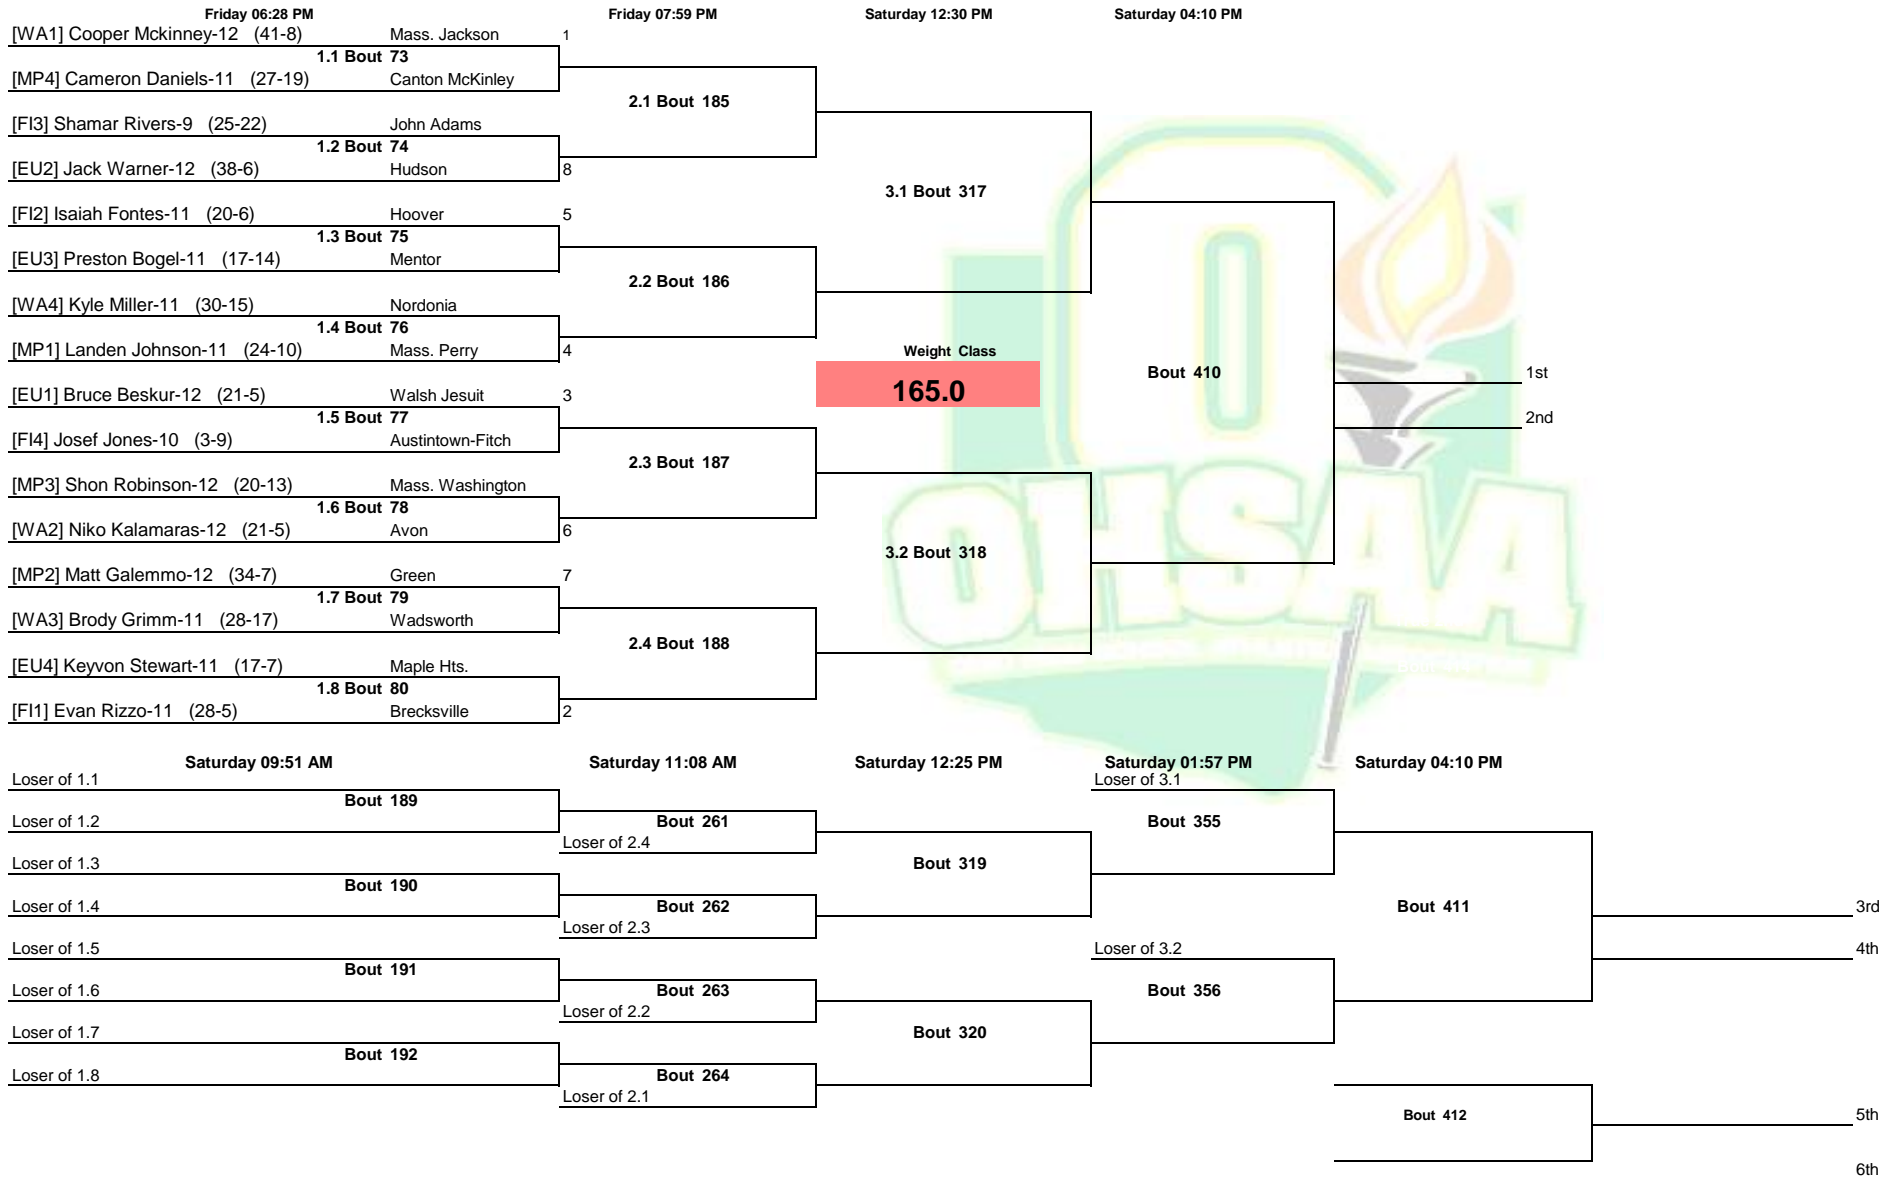 Friday 06:28 PM Friday 07:59 PM Saturday 12:30 PM Saturday 04:10 PM
[WA1] Cooper Mckinney-12 (41-8) Mass. Jackson 1
1.1 Bout 73
[MP4] Cameron Daniels-11 (27-19) Canton McKinley
2.1 Bout 185
[FI3] Shamar Rivers-9 (25-22) John Adams
1.2 Bout 74
[EU2] Jack Warner-12 (38-6) Hudson 8
3.1 Bout 317
[FI2] Isaiah Fontes-11 (20-6) Hoover 5
1.3 Bout 75
[EU3] Preston Bogel-11 (17-14) Mentor
2.2 Bout 186
[WA4] Kyle Miller-11 (30-15) Nordonia
1.4 Bout 76
[MP1] Landen Johnson-11 (24-10) Mass. Perry 4
Weight Class
165.0
Bout 410
1st
[EU1] Bruce Beskur-12 (21-5) Walsh Jesuit 3
1.5 Bout 77
2nd
[FI4] Josef Jones-10 (3-9) Austintown-Fitch
2.3 Bout 187
[MP3] Shon Robinson-12 (20-13) Mass. Washington
1.6 Bout 78
[WA2] Niko Kalamaras-12 (21-5) Avon 6
3.2 Bout 318
OHSAA
[MP2] Matt Galemmo-12 (34-7) Green 7
1.7 Bout 79
[WA3] Brody Grimm-11 (28-17) Wadsworth
2.4 Bout 188
[EU4] Keyvon Stewart-11 (17-7) Maple Hts.
1.8 Bout 80
[FI1] Evan Rizzo-11 (28-5) Brecksville 2
Saturday 09:51 AM Saturday 11:08 AM Saturday 12:25 PM Saturday 01:57 PM Saturday 04:10 PM
Loser of 1.1 Loser of 3.1
Bout 189
Loser of 1.2 Bout 261 Bout 355
Loser of 2.4
Loser of 1.3 Bout 319
Bout 190
Loser of 1.4 Bout 262 Bout 411 3rd
Loser of 2.3
Loser of 1.5 Loser of 3.2 4th
Bout 191
Loser of 1.6 Bout 263 Bout 356
Loser of 2.2
Loser of 1.7 Bout 320
Bout 192
Loser of 1.8 Bout 264
Loser of 2.1
Bout 412 5th
6th